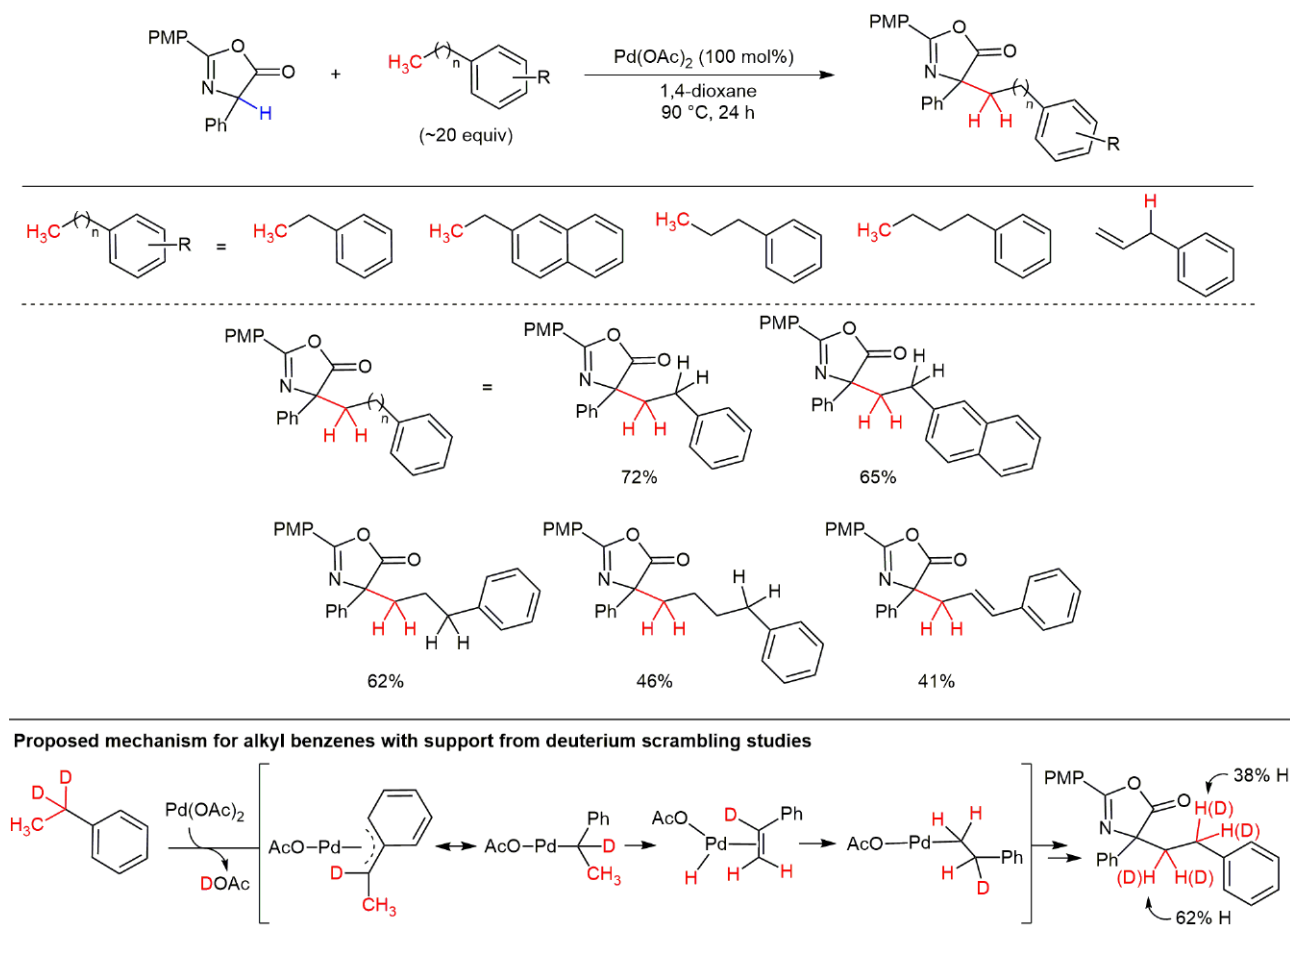 PMP O O N Ph H
+
H₃C ( )n R
(~20 equiv)
Pd(OAc)₂ (100 mol%)
1,4-dioxane
90 °C, 24 h
PMP O O N Ph H H ( )n R
H₃C ( )n R
=
H₃C
H₃C
H₃C
H₃C
H
PMP O O N Ph H H ( )n
=
PMP O O N Ph H H H H
72%
PMP O O N Ph H H H H
65%
PMP O O N Ph H H H H
62%
PMP O O N Ph H H H H
46%
PMP O O N Ph H H
41%
Proposed mechanism for alkyl benzenes with support from deuterium scrambling studies
D D H₃C
Pd(OAc)₂
DOAc
AcO Pd D CH₃
AcO Pd Ph D CH₃
AcO Pd H D Ph H H
AcO Pd H H H Ph D
PMP O O N Ph H(D) H(D) (D)H H(D)
38% H
62% H